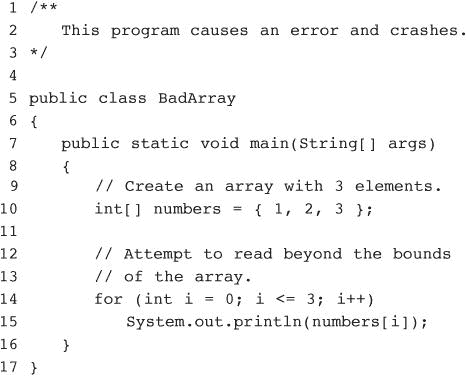 1 /**
2    This program causes an error and crashes.
3 */
4
5 public class BadArray
6 {
7    public static void main(String[] args)
8    {
9       // Create an array with 3 elements.
10       int[] numbers = { 1, 2, 3 };
11
12       // Attempt to read beyond the bounds
13       // of the array.
14       for (int i = 0; i <= 3; i++)
15          System.out.println(numbers[i]);
16    }
17 }